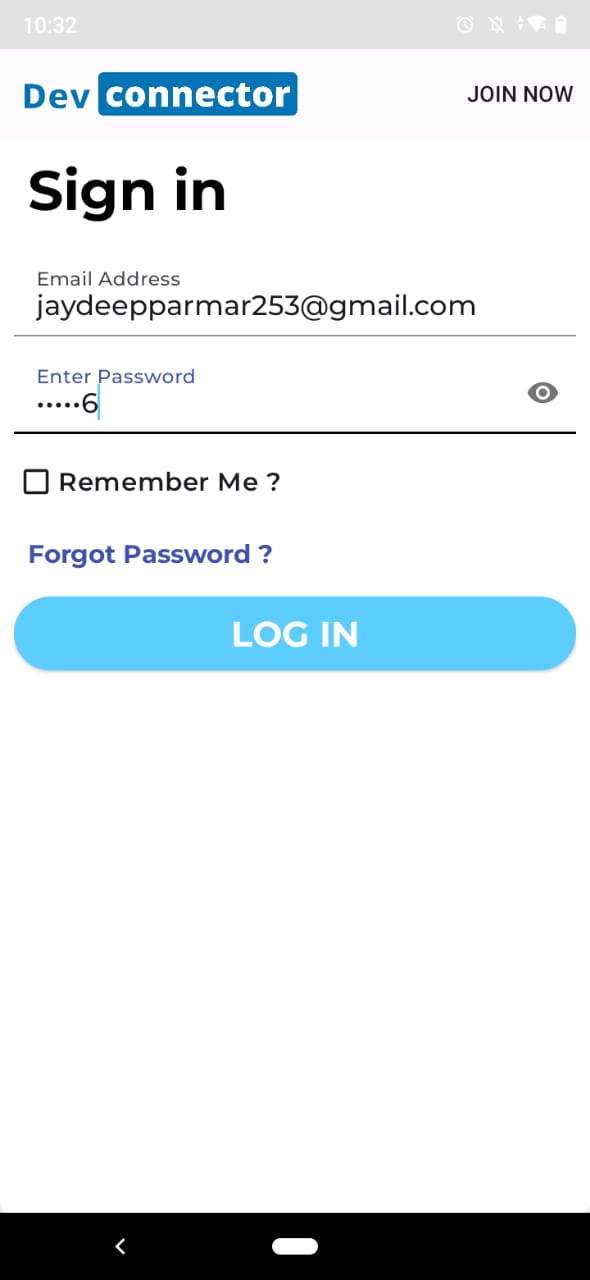 10:32
Dev connector
JOIN NOW
Sign in
Email Address
jaydeepparmar253@gmail.com
Enter Password
•••••6
Remember Me ?
Forgot Password ?
LOG IN